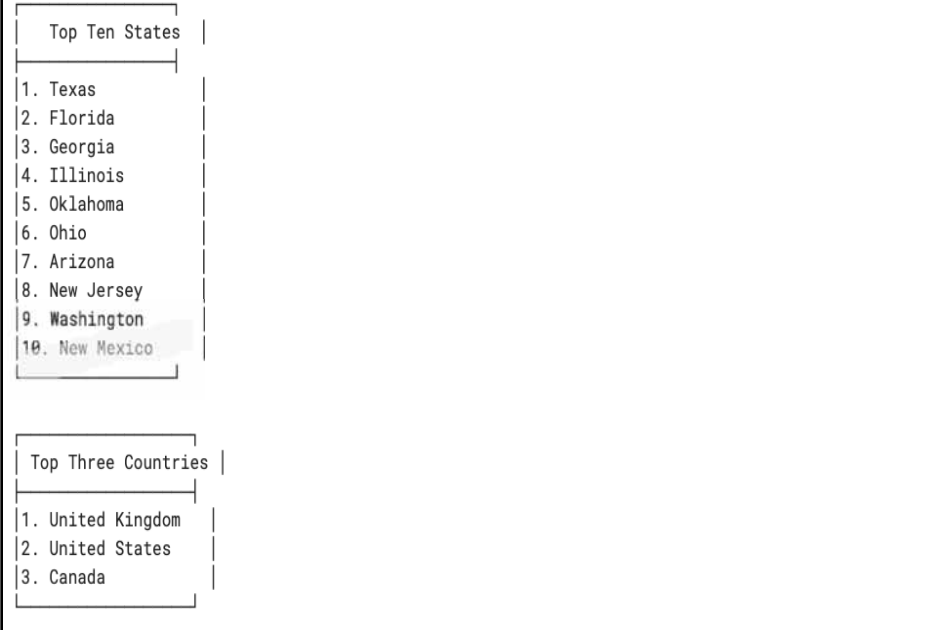 Top Ten States
1. Texas
2. Florida
3. Georgia
4. Illinois
5. Oklahoma
6. Ohio
7. Arizona
8. New Jersey
9. Washington
10. New Mexico
Top Three Countries
1. United Kingdom
2. United States
3. Canada